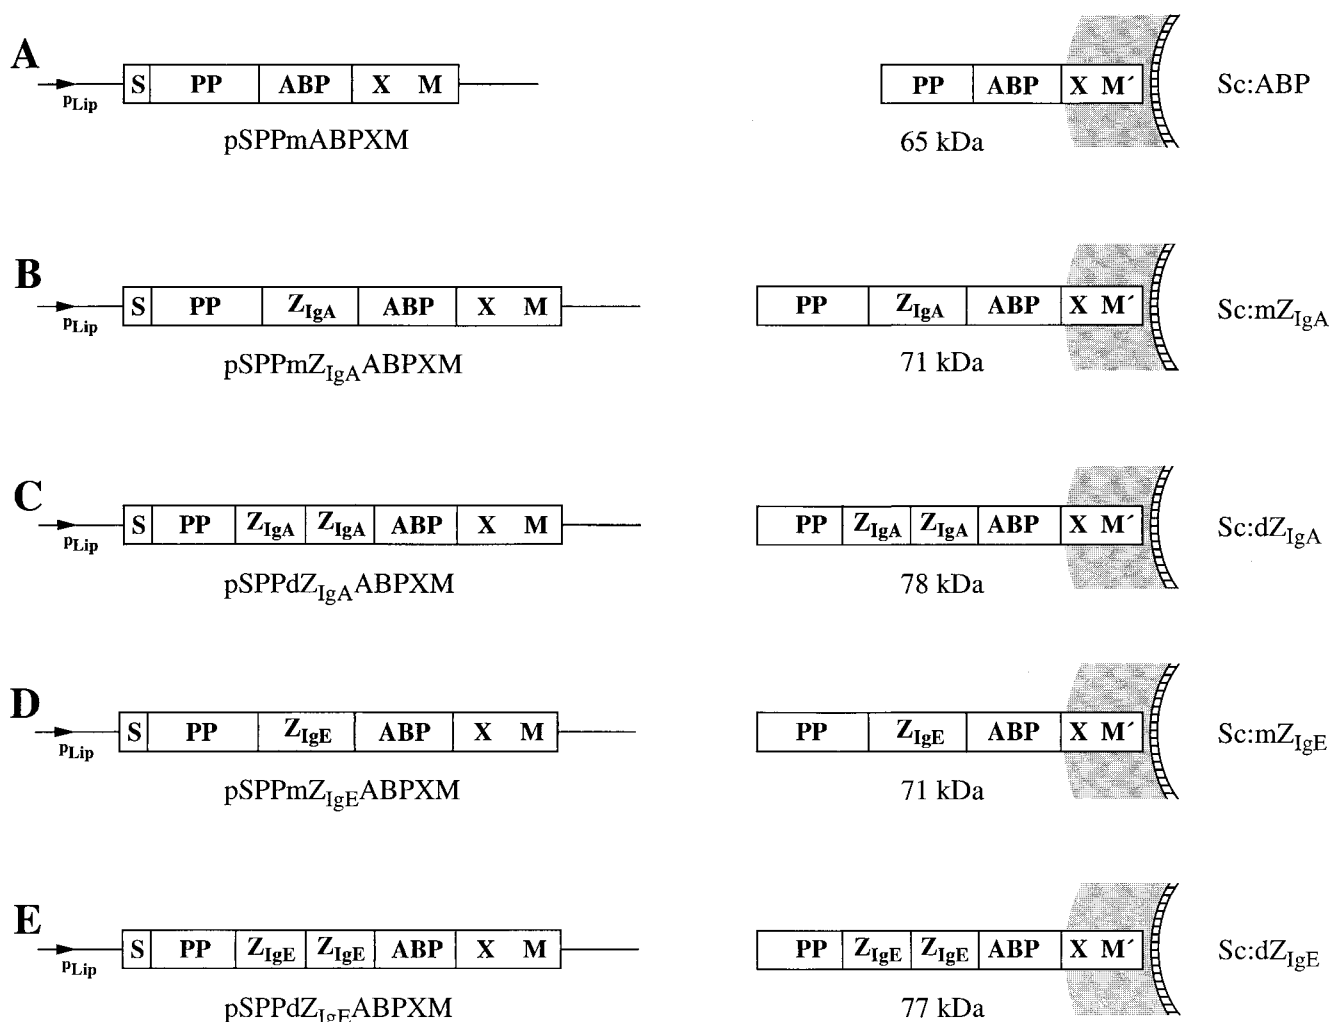 A
S PP ABP X M
pLip
pSPPmABPXM
PP ABP X M´
65 kDa
Sc:ABP
B
S PP ZIgA ABP X M
pLip
pSPPmZIgAABPXM
PP ZIgA ABP X M´
71 kDa
Sc:mZIgA
C
S PP ZIgA ZIgA ABP X M
pLip
pSPPdZIgAABPXM
PP ZIgA ZIgA ABP X M´
78 kDa
Sc:dZIgA
D
S PP ZIgE ABP X M
pLip
pSPPmZIgEABPXM
PP ZIgE ABP X M´
71 kDa
Sc:mZIgE
E
S PP ZIgE ZIgE ABP X M
pLip
pSPPdZIgEABPXM
PP ZIgE ZIgE ABP X M´
77 kDa
Sc:dZIgE